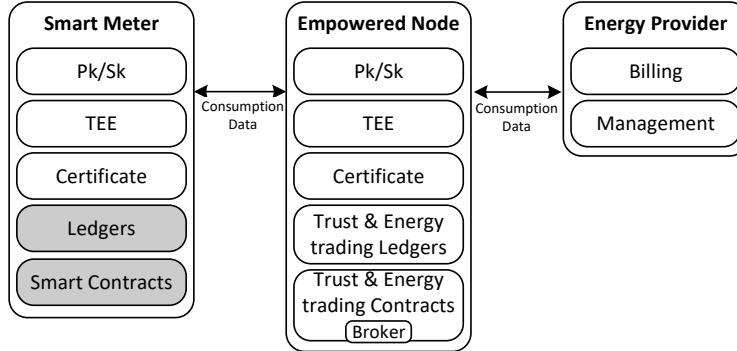 Smart Meter
Pk/Sk
TEE
Certificate
Ledgers
Smart Contracts
Consumption
Data
Empowered Node
Pk/Sk
TEE
Certificate
Trust & Energy
trading Ledgers
Trust & Energy
trading Contracts
Broker
Consumption
Data
Energy Provider
Billing
Management